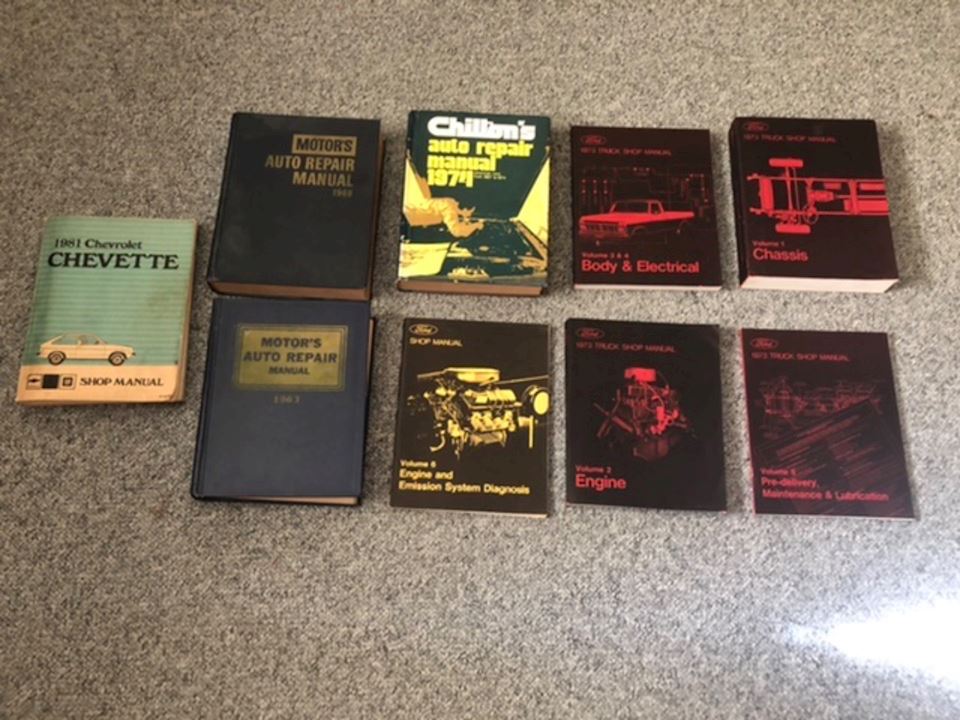 1981 Chevrolet
CHEVETTE
SHOP MANUAL
MOTOR'S
AUTO REPAIR
MANUAL
MOTOR'S
AUTO REPAIR
MANUAL
1963
Chilton's
auto repair
manual
1974
Ford
SHOP MANUAL
Volume 6
Engine and
Emission System Diagnosis
Ford
1973 TRUCK SHOP MANUAL
Volume 3 & 4
Body & Electrical
Ford
1973 TRUCK SHOP MANUAL
Volume 2
Engine
Ford
1973 TRUCK SHOP MANUAL
Volume 1
Chassis
Ford
1973 TRUCK SHOP MANUAL
Pre-delivery,
Maintenance & Lubrication